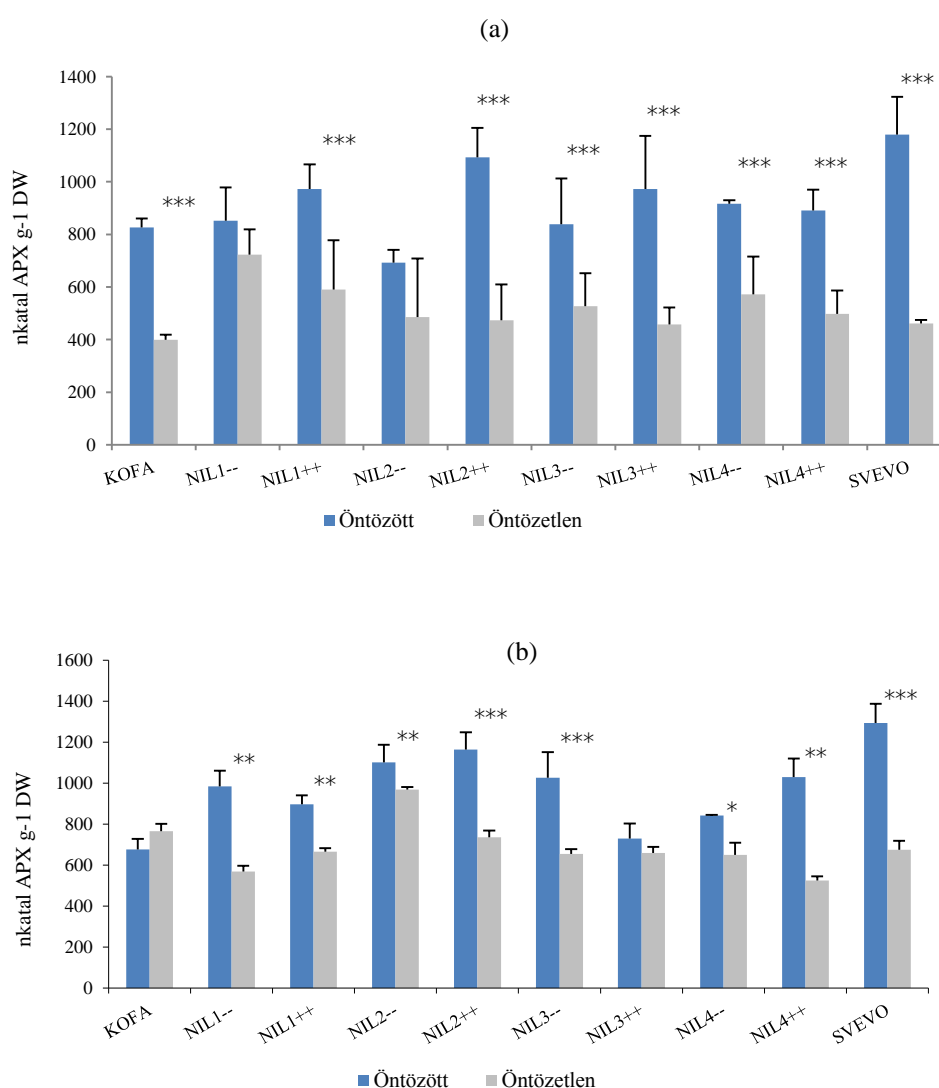 (a)
1400
1200
1000
800
600
400
200
0
nkatal APX g-1 DW
***
***
***
***
***
***
***
***
KOFA
NIL1--
NIL1++
NIL2--
NIL2++
NIL3--
NIL3++
NIL4--
NIL4++
SVEVO
Öntözött
Öntözetlen
(b)
1600
1400
1200
1000
800
600
400
200
0
nkatal APX g-1 DW
**
**
**
***
***
*
**
***
KOFA
NIL1--
NIL1++
NIL2--
NIL2++
NIL3--
NIL3++
NIL4--
NIL4++
SVEVO
Öntözött
Öntözetlen